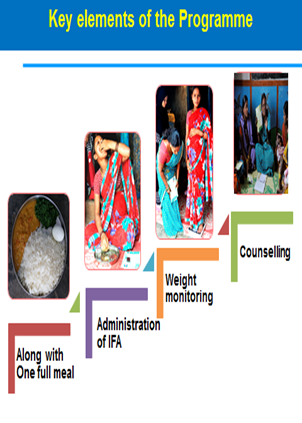 Key elements of the Programme
Counselling
Weight
monitoring
Administration
of IFA
Along with
One full meal